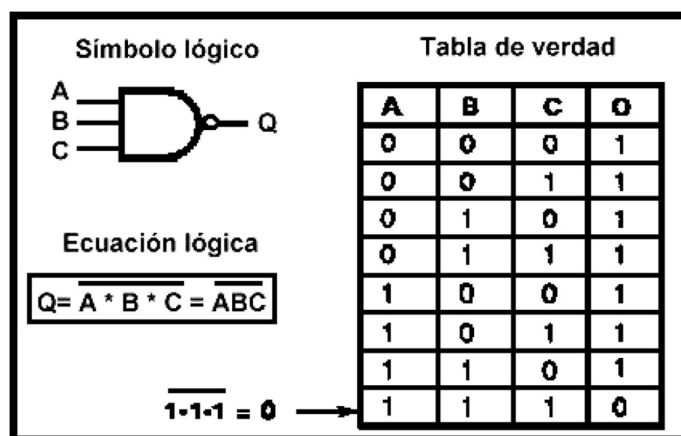 Símbolo lógico
A
B
C
Q
Ecuación lógica
Q= A * B * C = ABC
1·1·1 = 0
Tabla de verdad
A B C Q
0 0 0 1
0 0 1 1
0 1 0 1
0 1 1 1
1 0 0 1
1 0 1 1
1 1 0 1
1 1 1 0